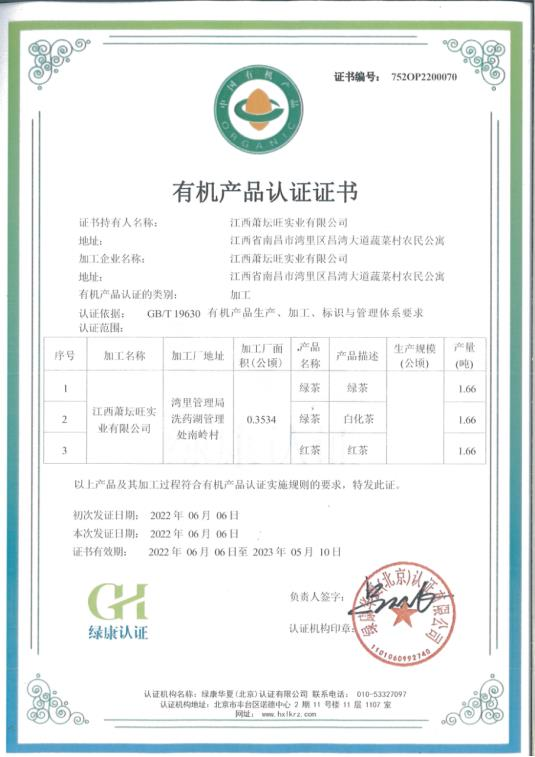 证书编号： 752OP2200070
中国有机产品
ORGANIC
有机产品认证证书
证书持有人名称： 江西萧坛旺实业有限公司
地址： 江西省南昌市湾里区昌湾大道蔬菜村农民公寓
加工企业名称： 江西萧坛旺实业有限公司
地址： 江西省南昌市湾里区昌湾大道蔬菜村农民公寓
有机产品认证的类别： 加工
认证依据： GB/T 19630 有机产品生产、加工、标识与管理体系要求
认证范围：
序号 加工名称 加工厂地址 加工厂面积(公顷) 产品名称 产品描述 生产规模(公顷) 产量(吨)
1 江西萧坛旺实业有限公司 湾里管理局洗药湖管理处南岭村 0.3534 绿茶 绿茶 1.66
2 绿茶 白化茶 1.66
3 红茶 红茶 1.66
以上产品及其加工过程符合有机产品认证实施规则的要求，特发此证。
初次发证日期： 2022 年 06 月 06日
本次发证日期： 2022 年 06 月 06日
证书有效期： 2022 年 06 月 06日至 2023 年 05 月 10日
GH
绿康认证
负责人签字：
认证机构印章：
绿康华夏(北京)认证有限公司
1101060992740
认证机构名称：绿康华夏(北京)认证有限公司 联系电话： 010-53327097
认证机构地址：北京市丰台区诺德中心 2 期 11 号楼 11 层 1107 室
网址： www.hxlkrz.com